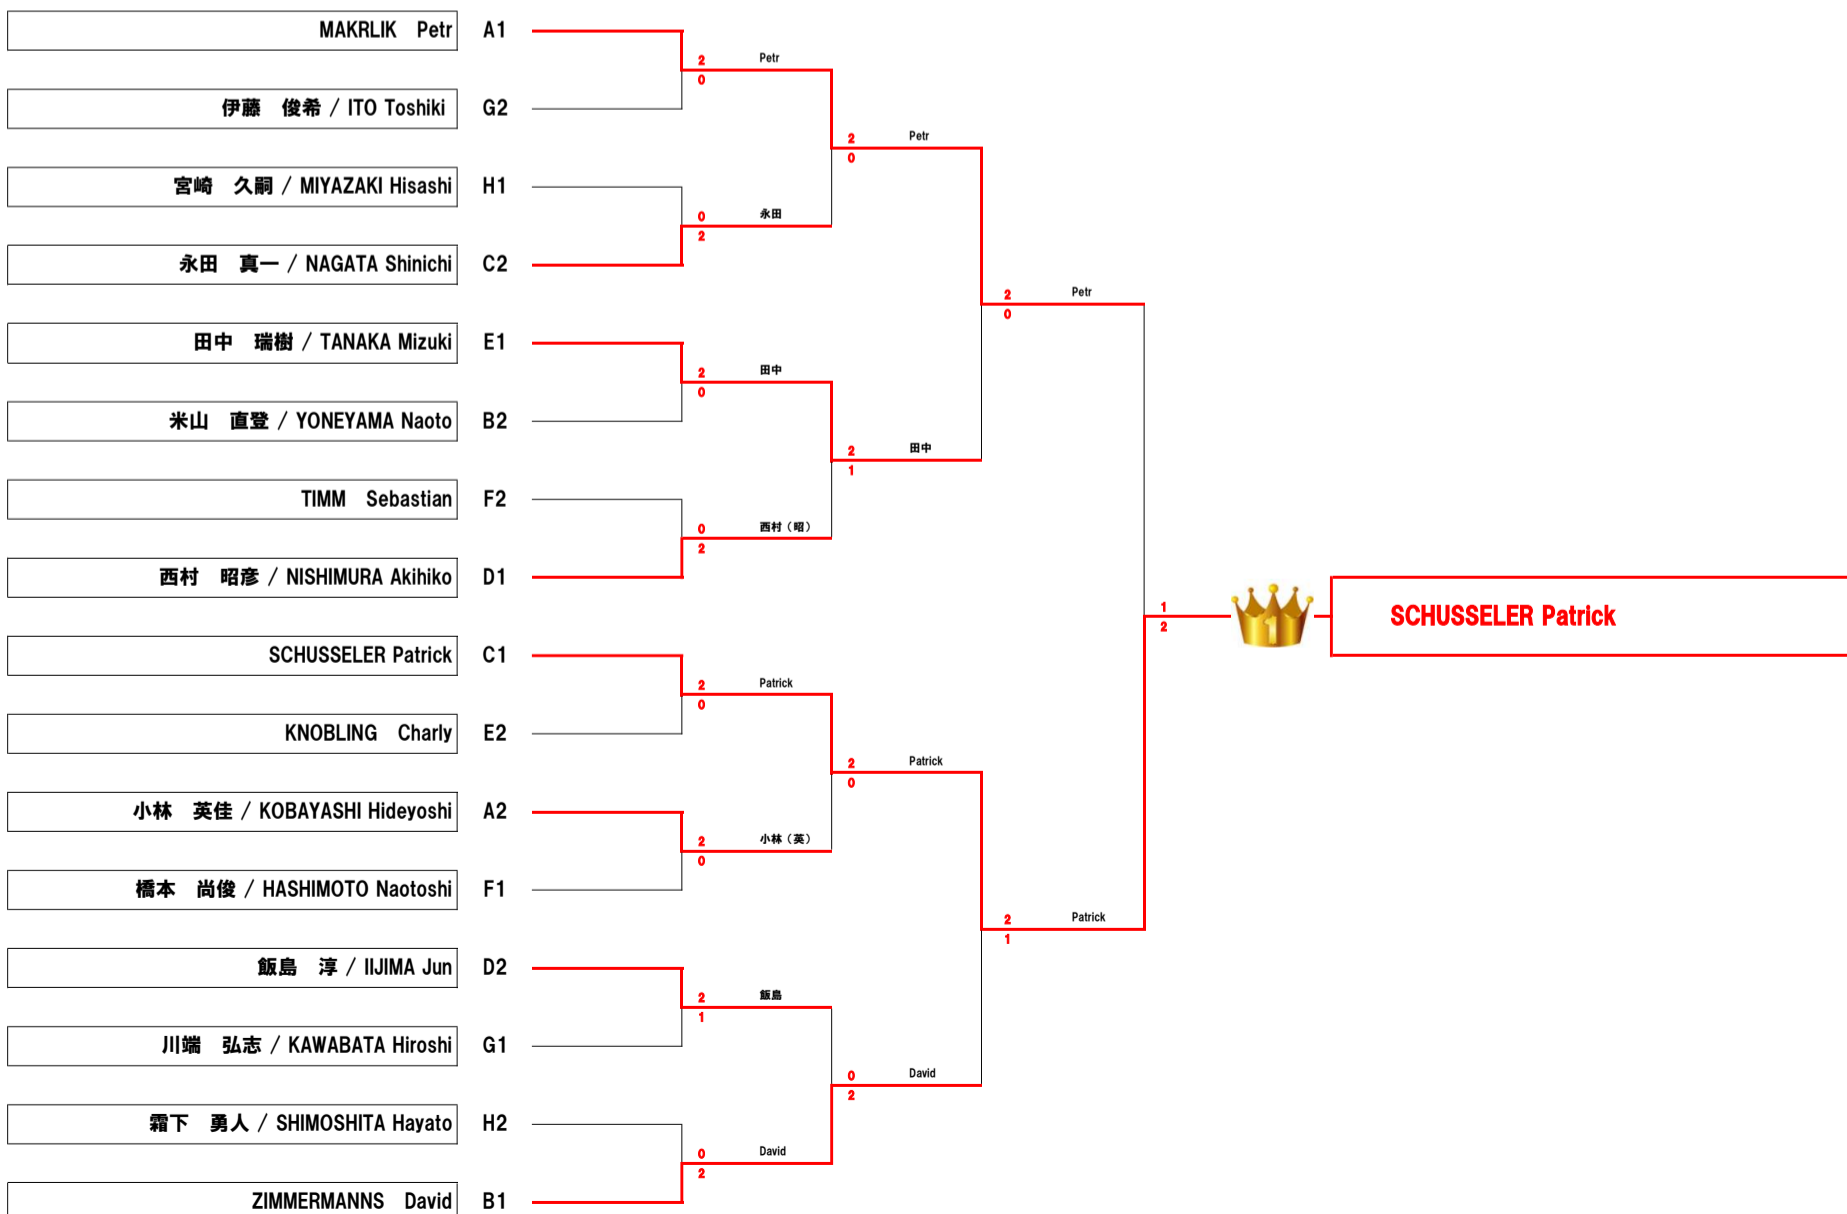 MAKRLIK　Petr A1
2 Petr
0
伊藤　俊希 / ITO Toshiki G2
2 Petr
0
宮崎　久嗣 / MIYAZAKI Hisashi H1
0 永田
2
永田　真一 / NAGATA Shinichi C2
2 Petr
0
田中　瑞樹 / TANAKA Mizuki E1
2 田中
0
米山　直登 / YONEYAMA Naoto B2
2 田中
1
TIMM　Sebastian F2
0 西村（昭）
2
西村　昭彦 / NISHIMURA Akihiko D1
1
2
1
SCHUSSELER Patrick
SCHUSSELER Patrick C1
2 Patrick
0
KNOBLING　Charly E2
2 Patrick
0
小林　英佳 / KOBAYASHI Hideyoshi A2
2 小林（英）
0
橋本　尚俊 / HASHIMOTO Naotoshi F1
2 Patrick
1
飯島　淳 / IIJIMA Jun D2
2 飯島
1
川端　弘志 / KAWABATA Hiroshi G1
0 David
2
霜下　勇人 / SHIMOSHITA Hayato H2
0 David
2
ZIMMERMANNS　David B1